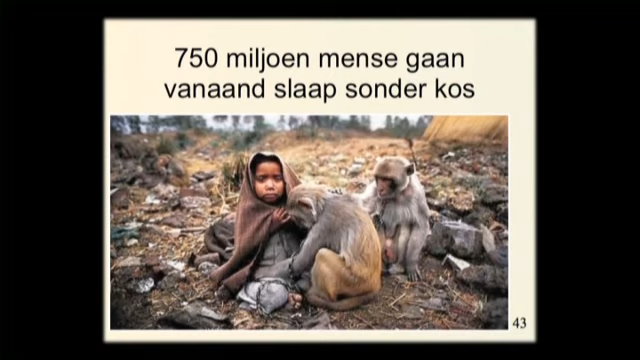 750 miljoen mense gaan
vanaand slaap sonder kos
43